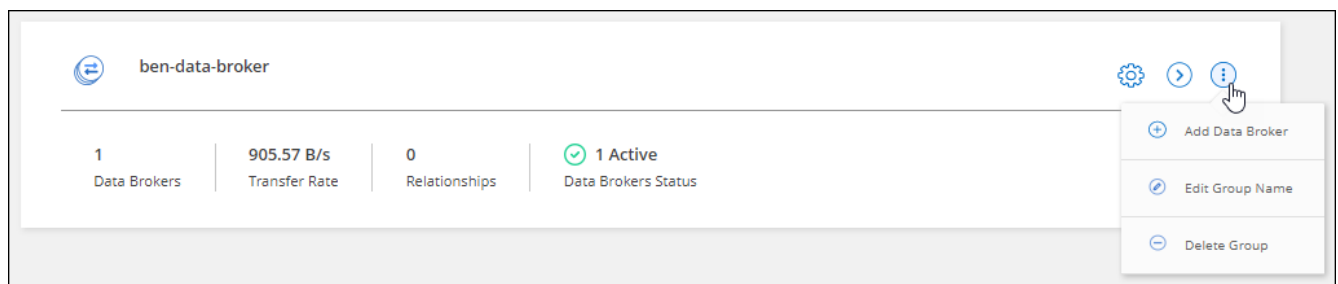 ben-data-broker
1
Data Brokers
905.57 B/s
Transfer Rate
0
Relationships
1 Active
Data Brokers Status
Add Data Broker
Edit Group Name
Delete Group